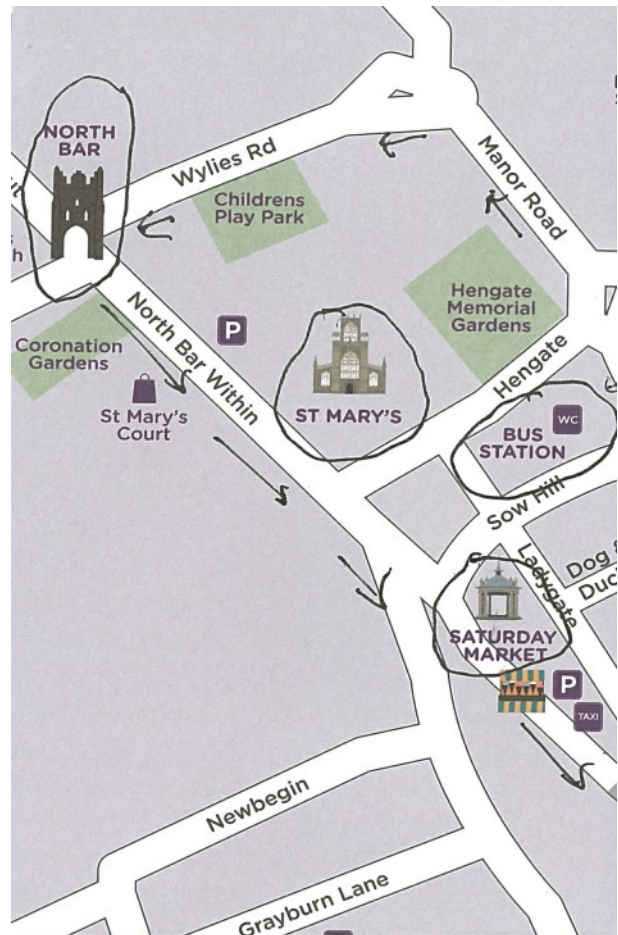 NORTH
BAR
Wylies Rd
Manor Road
Childrens
Play Park
Hengate
Memorial
Gardens
Coronation
Gardens
North Bar Within
P
St Mary's
Court
ST MARY'S
Hengate
WC
BUS
STATION
Sow Hill
Ladygate
Dog &
Duc
SATURDAY
MARKET
P
TAXI
Newbegin
Grayburn Lane